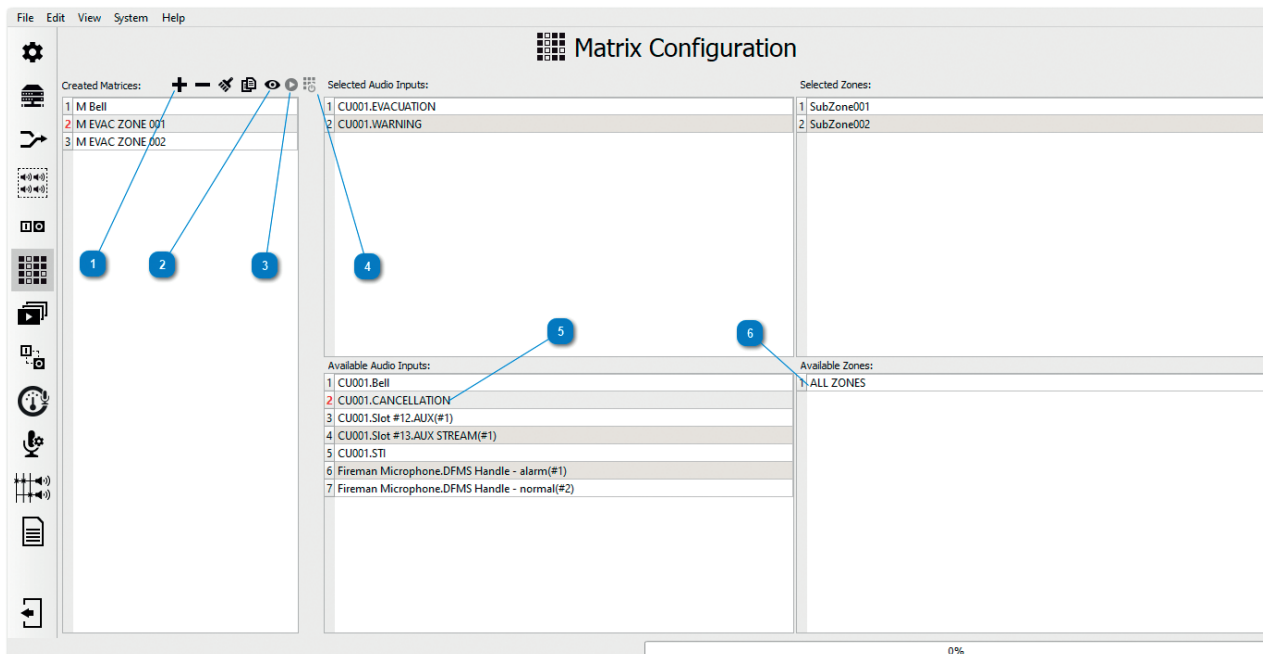 File Edit View System Help
Matrix Configuration
Created Matrices:
1 M Bell
2 M EVAC ZONE 001
3 M EVAC ZONE 002
Selected Audio Inputs:
1 CU001.EVACUATION
2 CU001.WARNING
Selected Zones:
1 SubZone001
2 SubZone002
1
2
3
4
5
6
Available Audio Inputs:
1 CU001.Bell
2 CU001.CANCELLATION
3 CU001.Slot #12.AUX(#1)
4 CU001.Slot #13.AUX STREAM(#1)
5 CU001.STI
6 Fireman Microphone.DFMS Handle - alarm(#1)
7 Fireman Microphone.DFMS Handle - normal(#2)
Available Zones:
1 ALL ZONES
0%